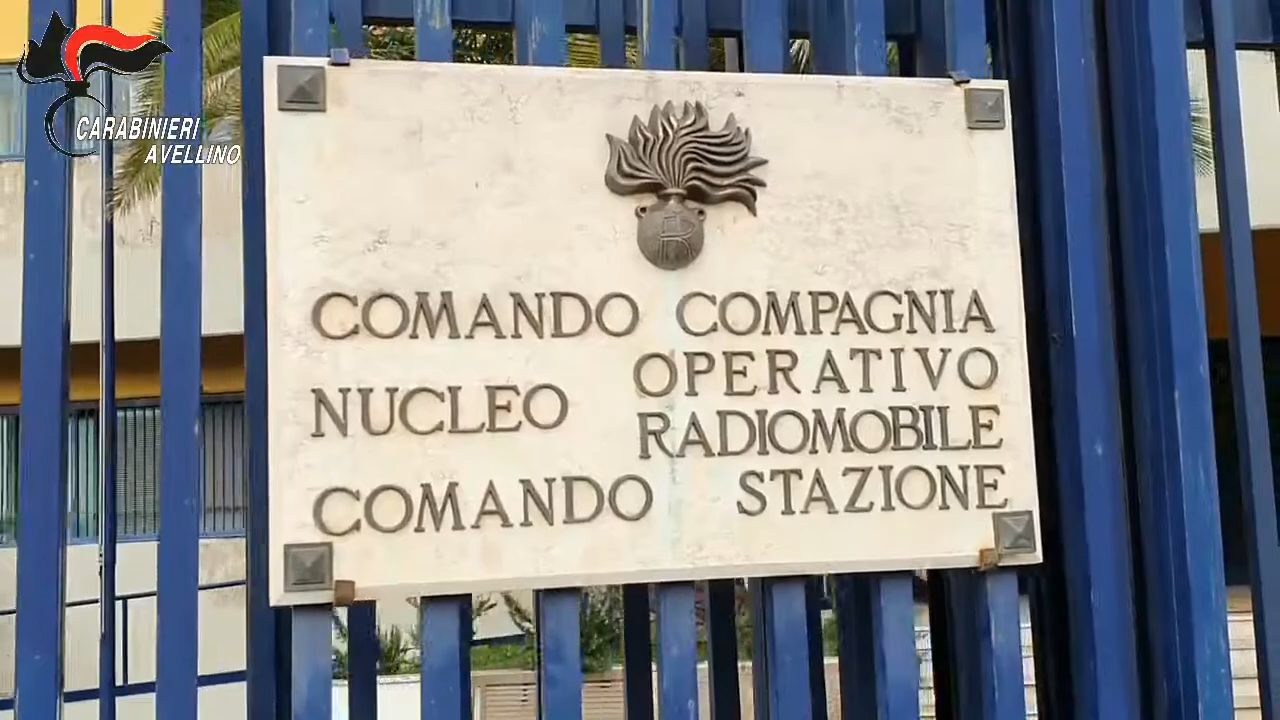 CARABINIERI
AVELLINO
COMANDO COMPAGNIA
NUCLEO OPERATIVO
RADIOMOBILE
COMANDO STAZIONE